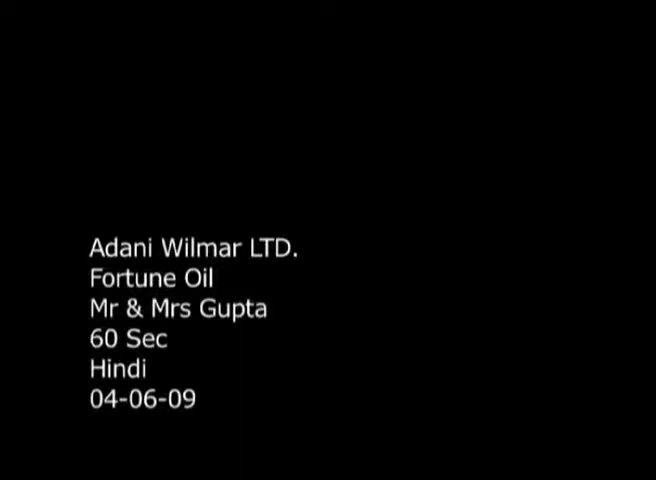 Adani Wilmar LTD.
Fortune Oil
Mr & Mrs Gupta
60 Sec
Hindi
04-06-09